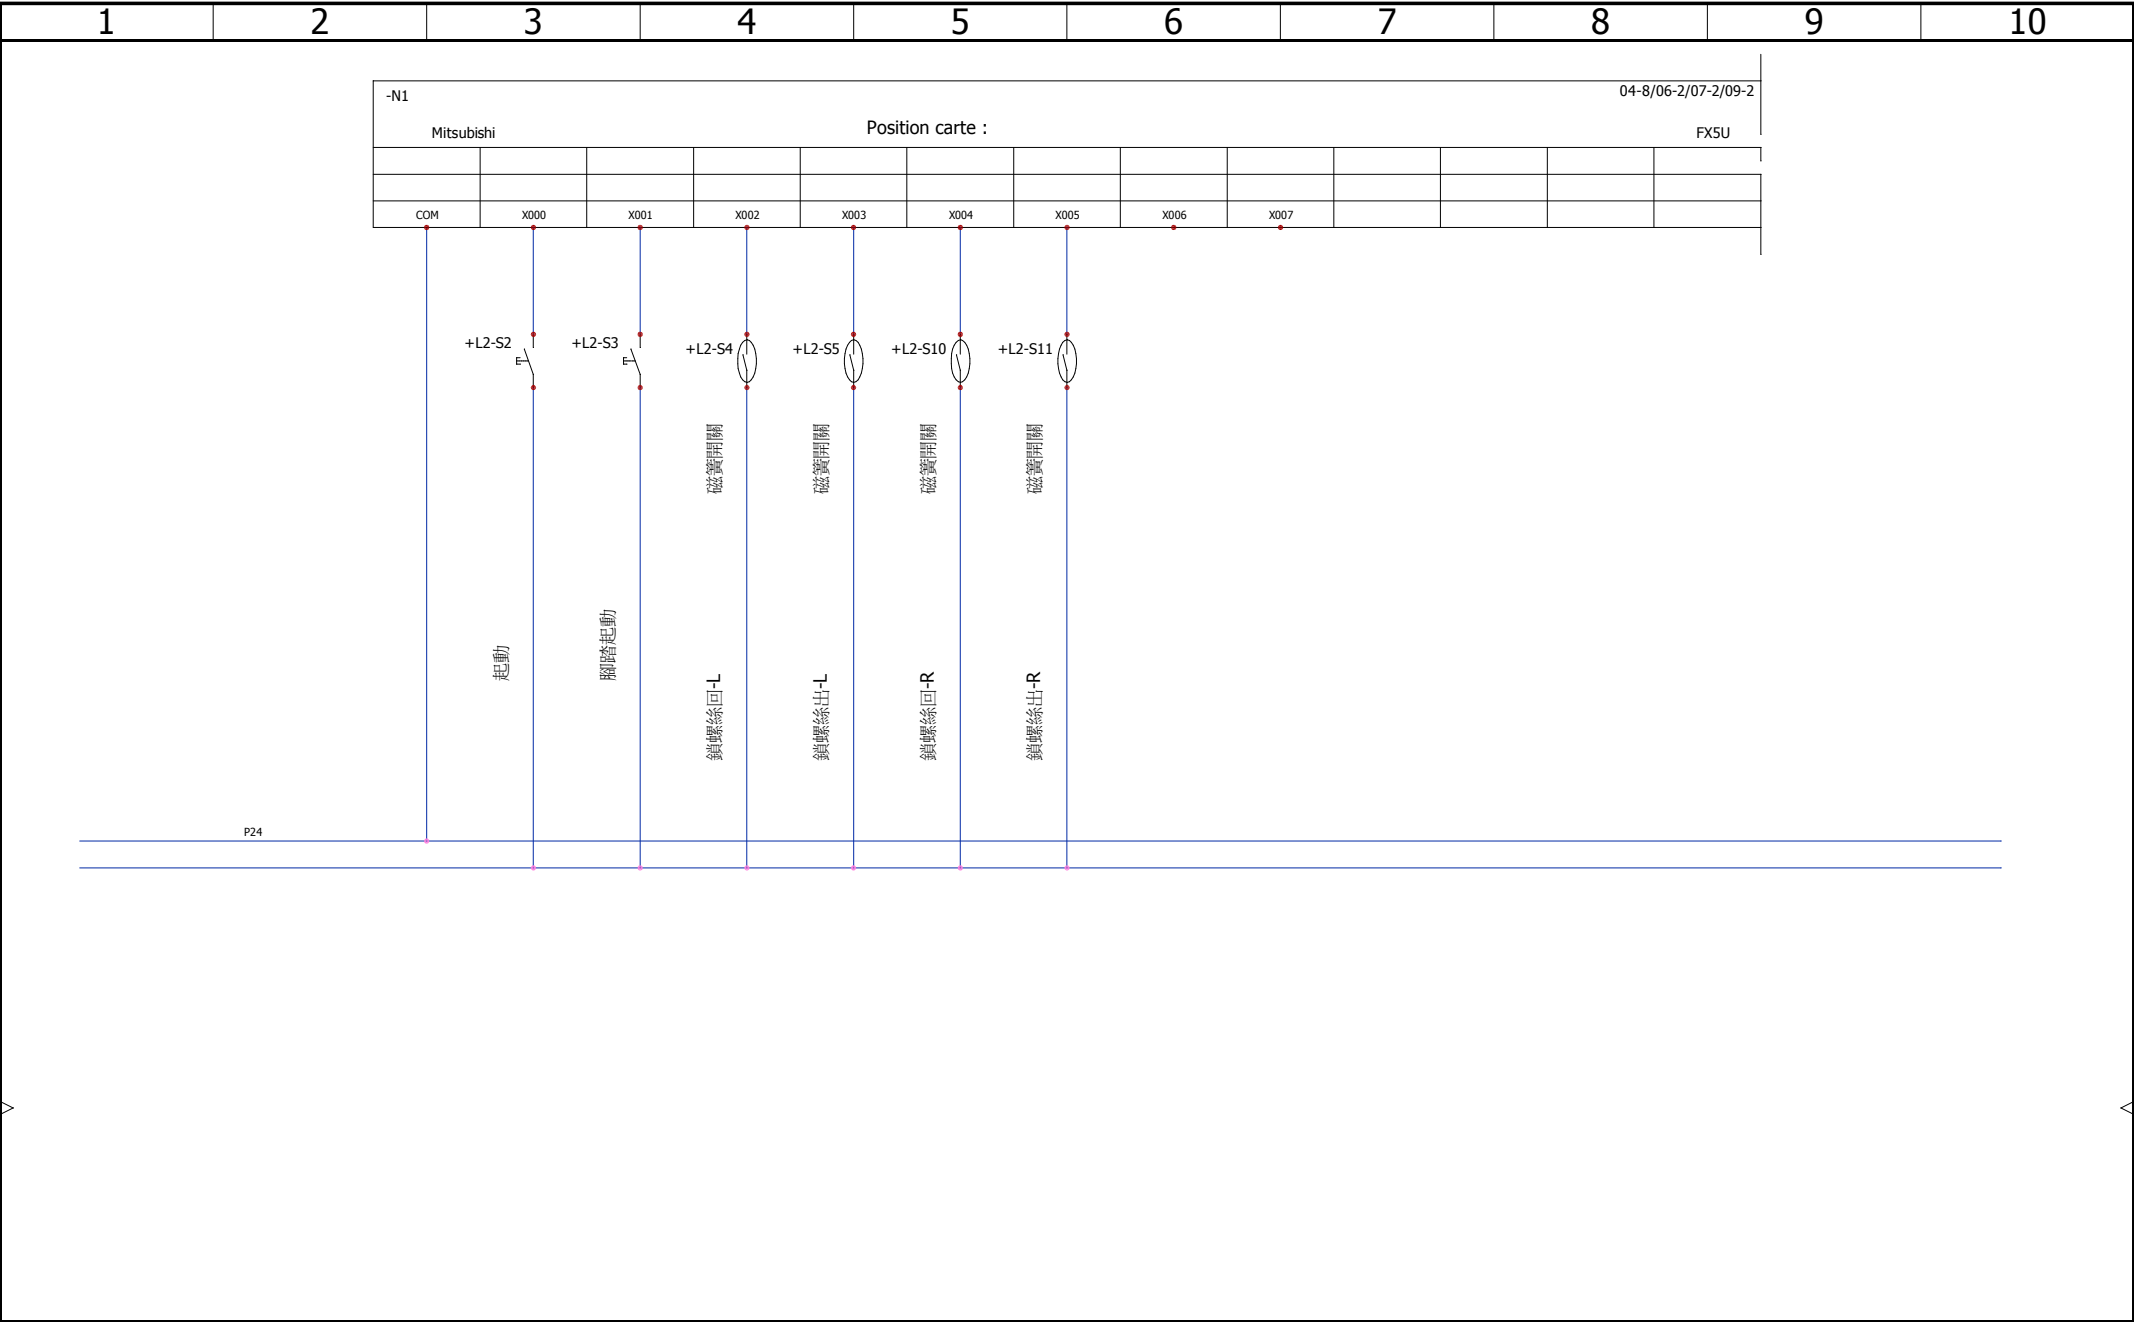 1 2 3 4 5 6 7 8 9 10
-N1 04-8/06-2/07-2/09-2
Mitsubishi Position carte : FX5U
COM X000 X001 X002 X003 X004 X005 X006 X007
+L2-S2 +L2-S3 +L2-S4 +L2-S5 +L2-S10 +L2-S11
磁簧開關
磁簧開關
磁簧開關
磁簧開關
起動
腳踏起動
鎖螺絲回-L
鎖螺絲出-L
鎖螺絲回-R
鎖螺絲出-R
P24